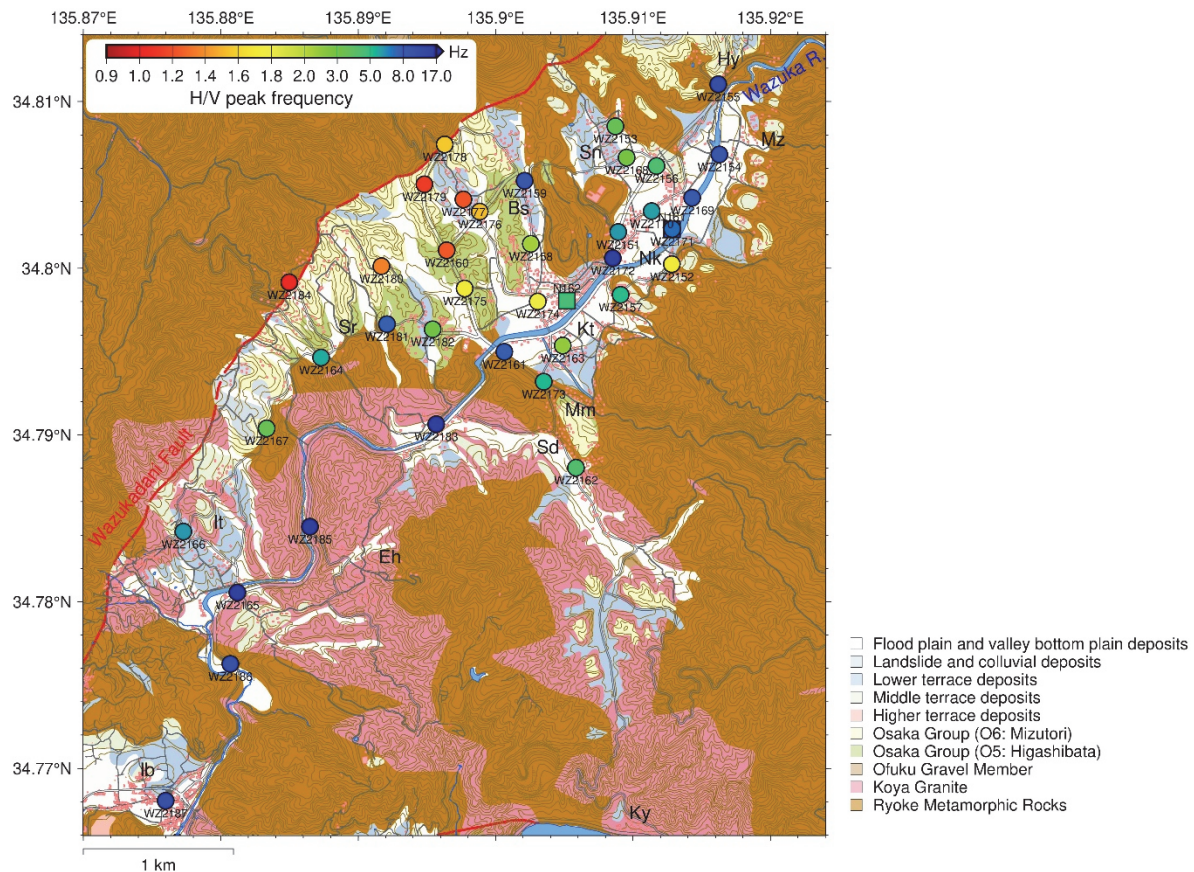 135.87°E 135.88°E 135.89°E 135.9°E 135.91°E 135.92°E
Hz
0.9 1.0 1.2 1.4 1.6 1.8 2.0 3.0 5.0 8.0 17.0
H/V peak frequency
Hy
Wazuka R.
34.81°N
WZ2155
WZ2153
Mz
Sn
WZ2178
WZ2168
WZ2156
WZ2154
WZ2179
WZ2159
WZ2177
WZ2176
Bs
WZ2169
WZ2151
WZ2171
WZ2158
34.8°N
WZ2160
Nk
WZ2172
WZ2152
WZ2180
WZ2184
WZ2175
N162
WZ2174
WZ2157
Sr
Kt
WZ2181
WZ2182
WZ2164
WZ2161
WZ2163
WZ2173
Mm
34.79°N
WZ2167
WZ2183
Wazukadani Fault
Sd
WZ2162
It
WZ2166
WZ2185
Eh
34.78°N
WZ2165
WZ2186
34.77°N
Ib
WZ2187
Ky
1 km
Flood plain and valley bottom plain deposits
Landslide and colluvial deposits
Lower terrace deposits
Middle terrace deposits
Higher terrace deposits
Osaka Group (O6: Mizutori)
Osaka Group (O5: Higashibata)
Ofuku Gravel Member
Koya Granite
Ryoke Metamorphic Rocks